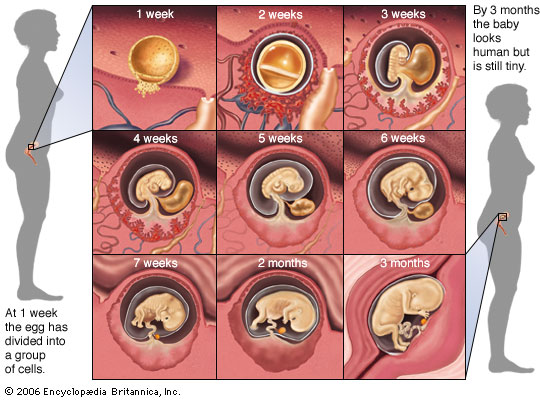 1 week
2 weeks
3 weeks
By 3 months
the baby
looks
human but
is still tiny.
4 weeks
5 weeks
6 weeks
7 weeks
2 months
3 months
At 1 week
the egg has
divided into
a group
of cells.
© 2006 Encyclopædia Britannica, Inc.